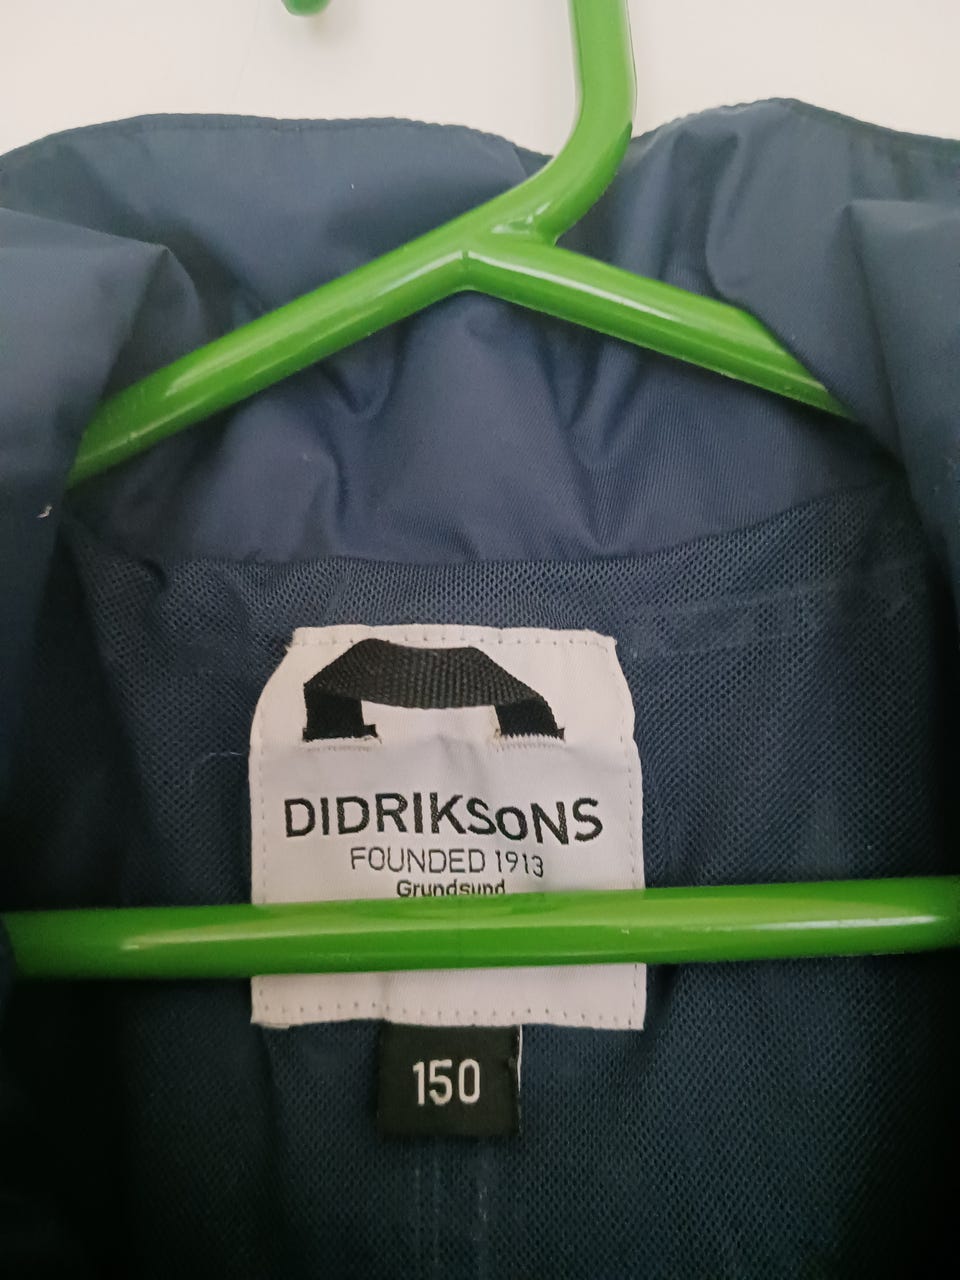 DIDRIKSoNS
FOUNDED 1913
Grundsund
150